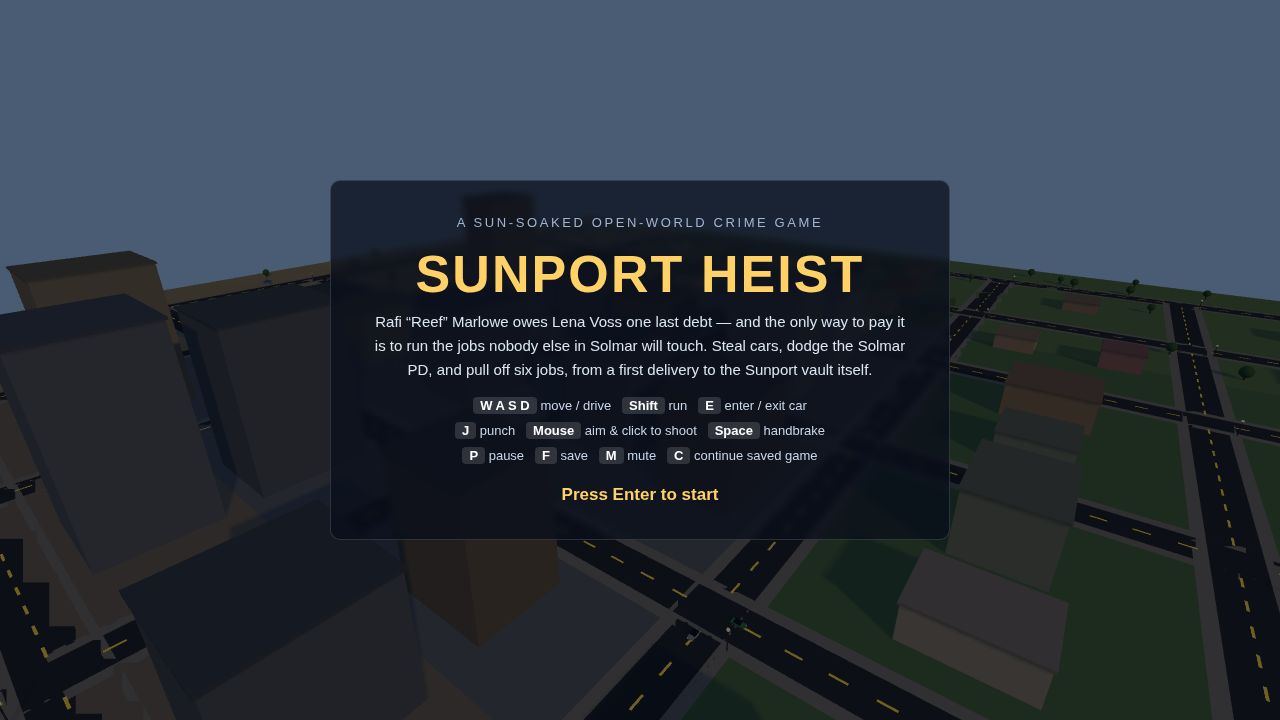 A SUN-SOAKED OPEN-WORLD CRIME GAME
SUNPORT HEIST
Rafi “Reef” Marlowe owes Lena Voss one last debt — and the only way to pay it
is to run the jobs nobody else in Solmar will touch. Steal cars, dodge the Solmar
PD, and pull off six jobs, from a first delivery to the Sunport vault itself.
W A S D move / drive Shift run E enter / exit car
J punch Mouse aim & click to shoot Space handbrake
P pause F save M mute C continue saved game
Press Enter to start